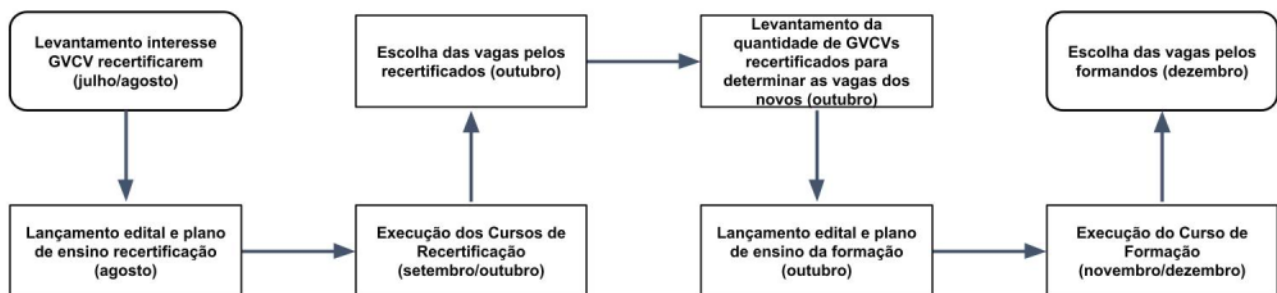 Levantamento interesse
GVCV recertificarem
(julho/agosto)
Lançamento edital e plano
de ensino recertificação
(agosto)
Execução dos Cursos de
Recertificação
(setembro/outubro)
Escolha das vagas pelos
recertificados (outubro)
Levantamento da
quantidade de GVCVs
recertificados para
determinar as vagas dos
novos (outubro)
Lançamento edital e plano
de ensino da formação
(outubro)
Execução do Curso de
Formação
(novembro/dezembro)
Escolha das vagas pelos
formandos (dezembro)